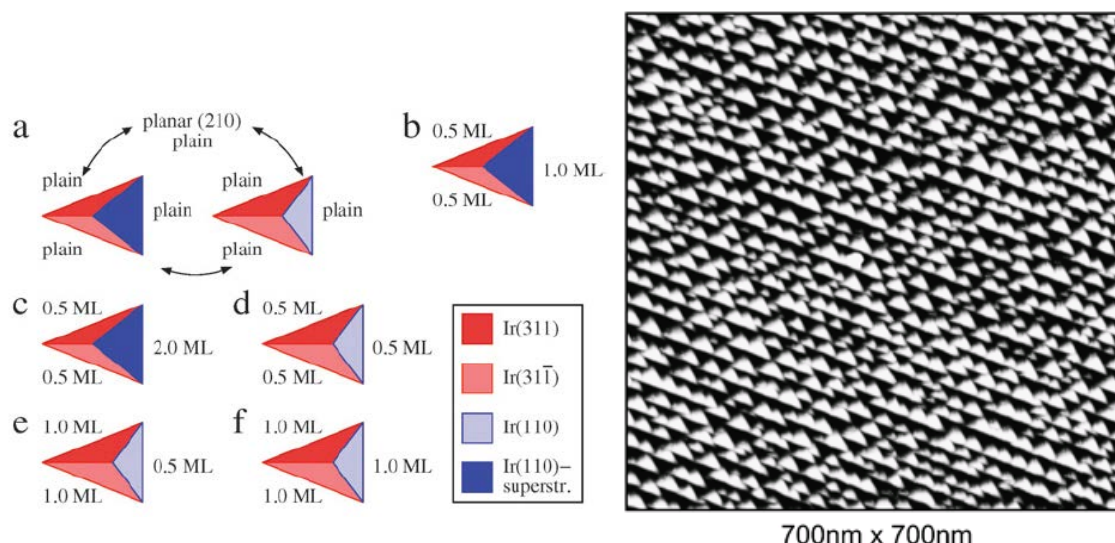 a
planar (210)
plain
plain
plain
plain
plain
plain
plain
b
0.5 ML
1.0 ML
0.5 ML
c
0.5 ML
2.0 ML
0.5 ML
d
0.5 ML
0.5 ML
0.5 ML
e
1.0 ML
0.5 ML
1.0 ML
f
1.0 ML
1.0 ML
1.0 ML
Ir(311)
Ir(311̅)
Ir(110)
Ir(110)–
superstr.
700nm x 700nm